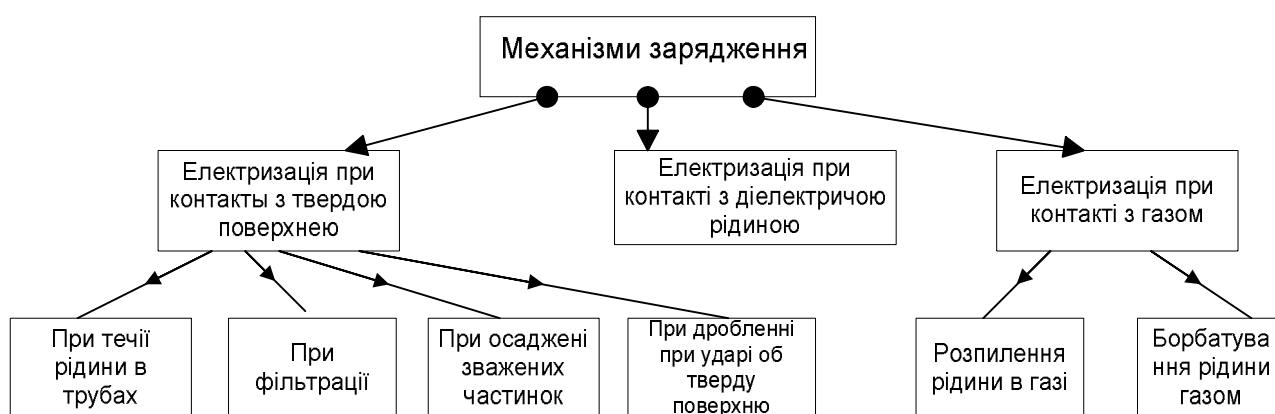 Механізми зарядження
Електризація при
контакты з твердою
поверхнею
Електризація при
контакті з діелектричою
рідиною
Електризація при
контакті з газом
При течії
рідини в
трубах
При
фільтрації
При осаджені
зважених
частинок
При дробленні
при ударі об
тверду
поверхню
Розпилення
рідини в газі
Борбатува
ння рідини
газом